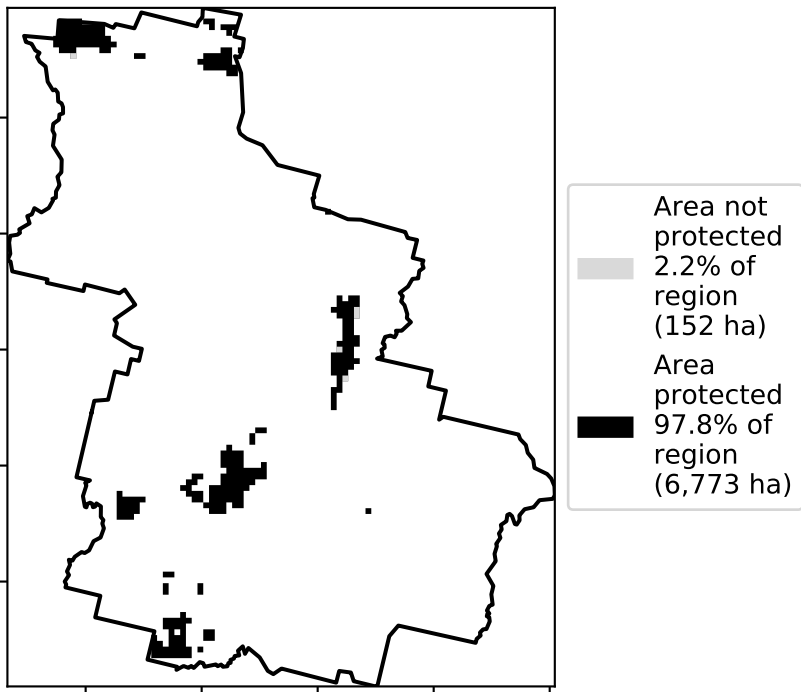 Area not
protected
2.2% of
region
(152 ha)
Area
protected
97.8% of
region
(6,773 ha)